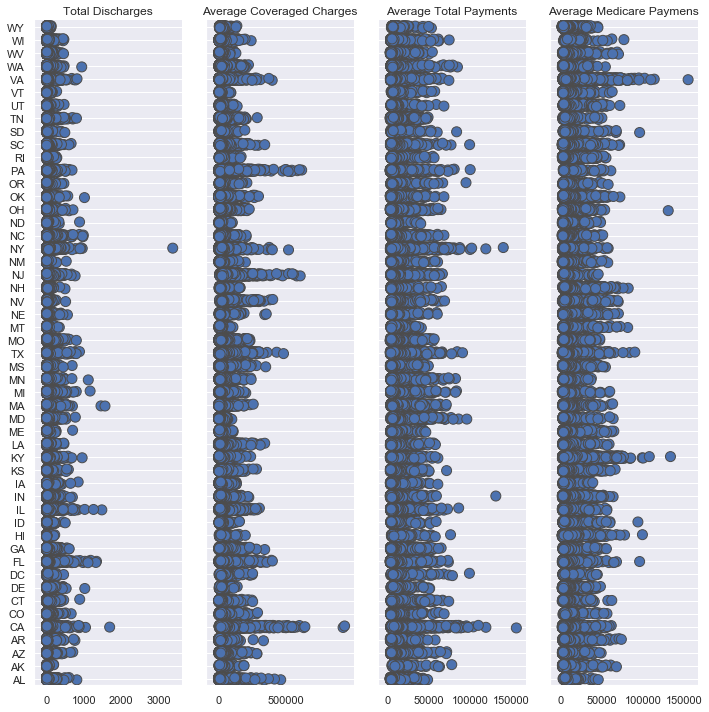 Total Discharges
Average Coveraged Charges
Average Total Payments
Average Medicare Paymens
WY
WI
WV
WA
VA
VT
UT
TN
SD
SC
RI
PA
OR
OK
OH
ND
NC
NY
NM
NJ
NH
NV
NE
MT
MO
TX
MS
MN
MI
MA
MD
ME
LA
KY
KS
IA
IN
IL
ID
HI
GA
FL
DC
DE
CT
CO
CA
AR
AZ
AK
AL
0 1000 2000 3000
0 500000
0 50000 100000 150000
0 50000 100000 150000